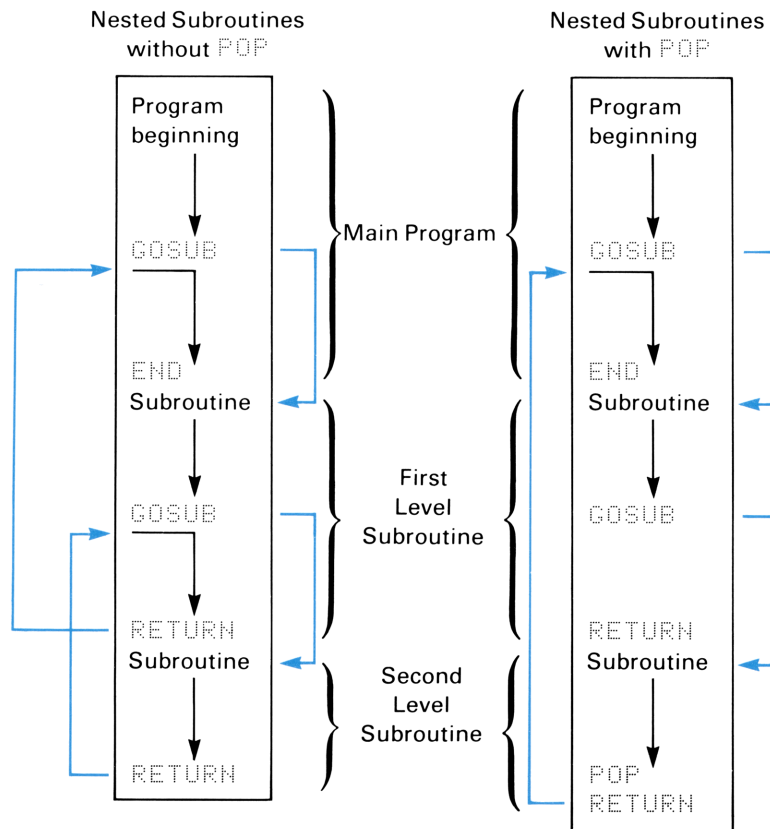 Nested Subroutines
without POP
Program
beginning
GOSUB
END
Subroutine
GOSUB
RETURN
Subroutine
RETURN
Main Program
First
Level
Subroutine
Second
Level
Subroutine
Nested Subroutines
with POP
Program
beginning
GOSUB
END
Subroutine
GOSUB
RETURN
Subroutine
POP
RETURN